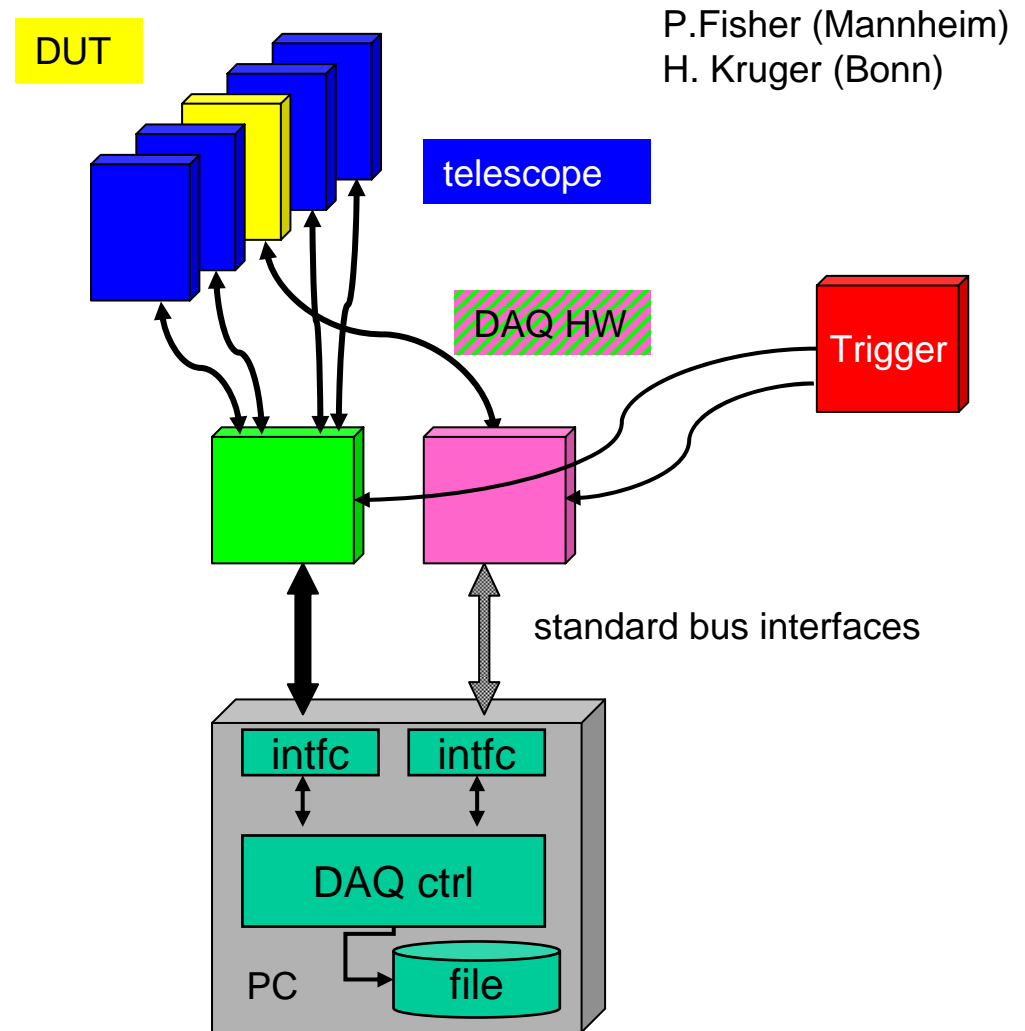 P.Fisher (Mannheim)
H. Kruger (Bonn)
DUT
telescope
DAQ HW
Trigger
standard bus interfaces
intfc
intfc
DAQ ctrl
PC
file